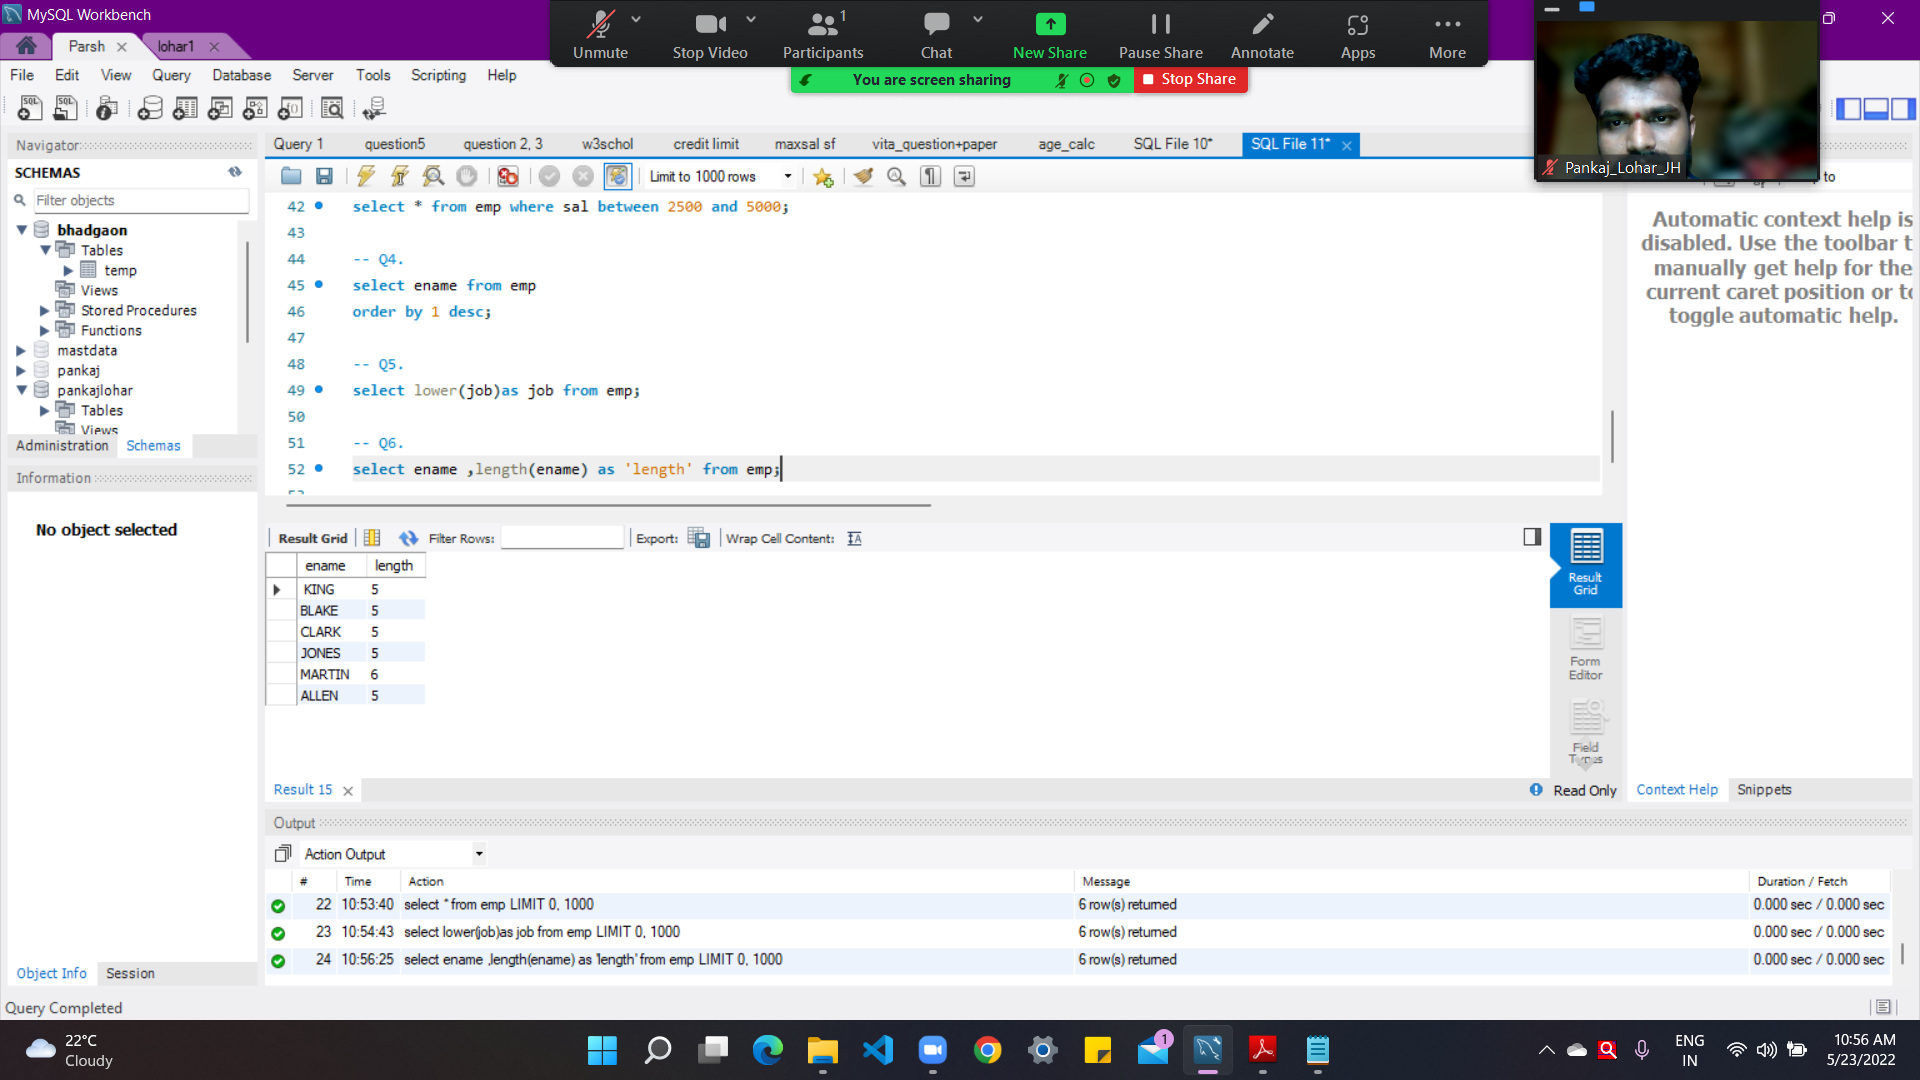 MySQL Workbench
Parsh
lohar1
File Edit View Query Database Server Tools Scripting Help
Unmute
Stop Video
Participants 1
Chat
New Share
Pause Share
Annotate
Apps
More
You are screen sharing
Stop Share
Pankaj_Lohar_JH
Navigator
SCHEMAS
Filter objects
bhadgaon
Tables
temp
Views
Stored Procedures
Functions
mastdata
pankaj
pankajlohar
Tables
Views
Administration Schemas
Information
No object selected
Object Info Session
Query Completed
Query 1 question5 question 2, 3 w3schol credit limit maxsal sf vita_question+paper age_calc SQL File 10* SQL File 11*
Limit to 1000 rows
42 select * from emp where sal between 2500 and 5000;
43
44 -- Q4.
45 select ename from emp
46 order by 1 desc;
47
48 -- Q5.
49 select lower(job)as job from emp;
50
51 -- Q6.
52 select ename ,length(ename) as 'length' from emp;
53
Result Grid Filter Rows: Export: Wrap Cell Content:
ename length
KING 5
BLAKE 5
CLARK 5
JONES 5
MARTIN 6
ALLEN 5
Result Grid
Form Editor
Field Types
Result 15
Read Only
to
Automatic context help is
disabled. Use the toolbar t
manually get help for the
current caret position or to
toggle automatic help.
Context Help Snippets
Output
Action Output
# Time Action Message Duration / Fetch
22 10:53:40 select * from emp LIMIT 0, 1000 6 row(s) returned 0.000 sec / 0.000 sec
23 10:54:43 select lower(job)as job from emp LIMIT 0, 1000 6 row(s) returned 0.000 sec / 0.000 sec
24 10:56:25 select ename ,length(ename) as 'length' from emp LIMIT 0, 1000 6 row(s) returned 0.000 sec / 0.000 sec
22°C
Cloudy
1
ENG
IN
10:56 AM
5/23/2022